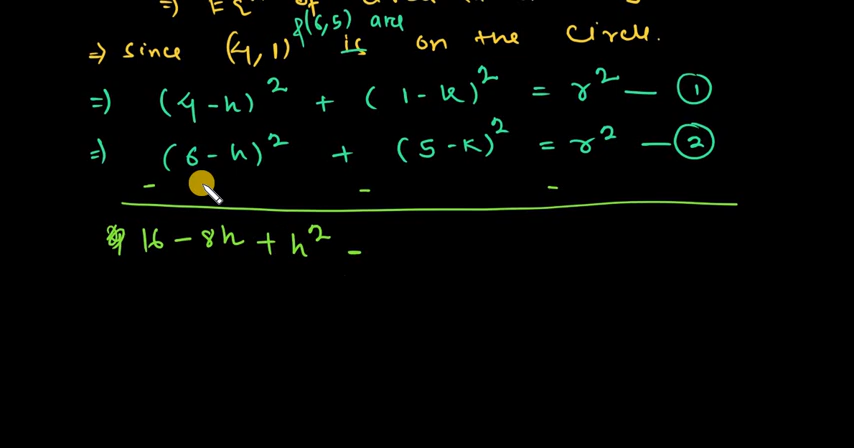 =)
& (6,5) are
=> since (4,1) is on the Circle.
=) (4-h)² + (1-k)² = r² — ①
=) (6-h)² + (5-k)² = r² — ②
- - -
16 - 8h + h² -